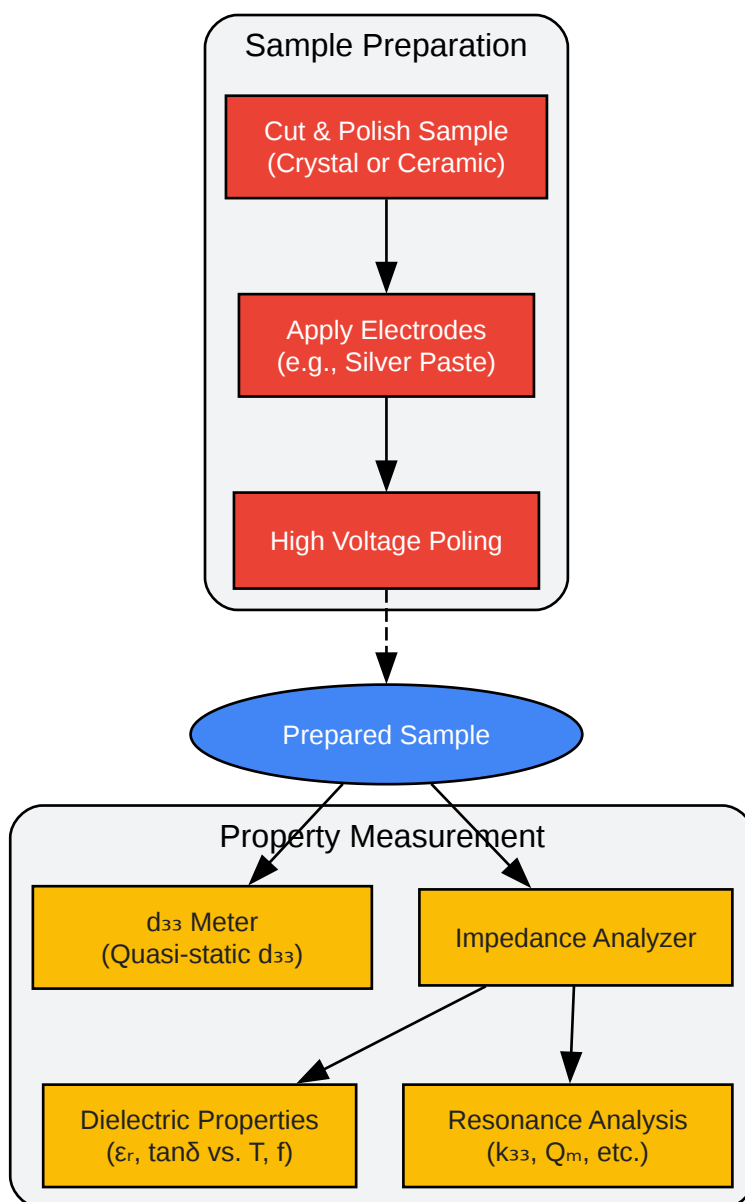 Sample Preparation
Cut & Polish Sample
(Crystal or Ceramic)
Apply Electrodes
(e.g., Silver Paste)
High Voltage Poling
Prepared Sample
Property Measurement
d₃₃ Meter
(Quasi-static d₃₃)
Impedance Analyzer
Dielectric Properties
(εᵣ, tanδ vs. T, f)
Resonance Analysis
(k₃₃, Qₘ, etc.)